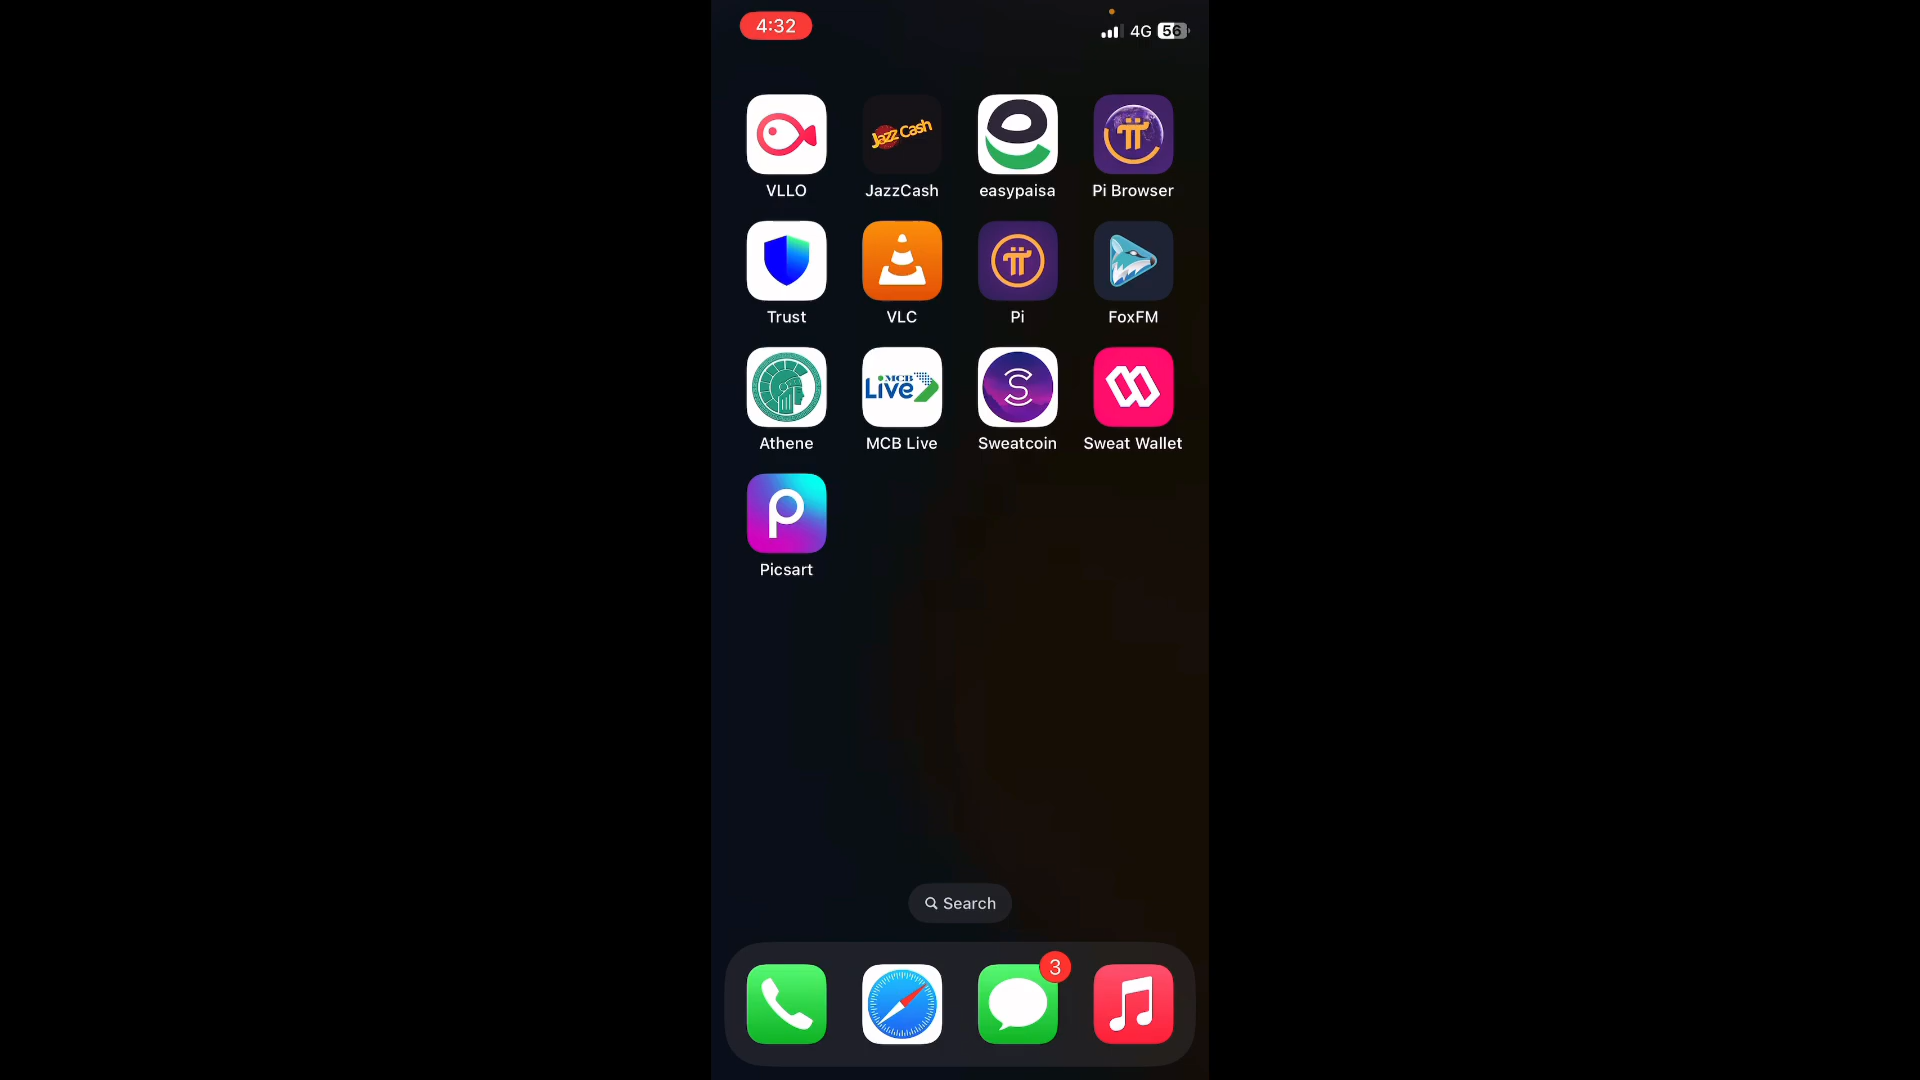 4:32
4G 56
Jazz Cash
VLLO JazzCash easypaisa Pi Browser
Trust VLC Pi FoxFM
MCB
Live
Athene MCB Live Sweatcoin Sweat Wallet
Picsart
Search
3